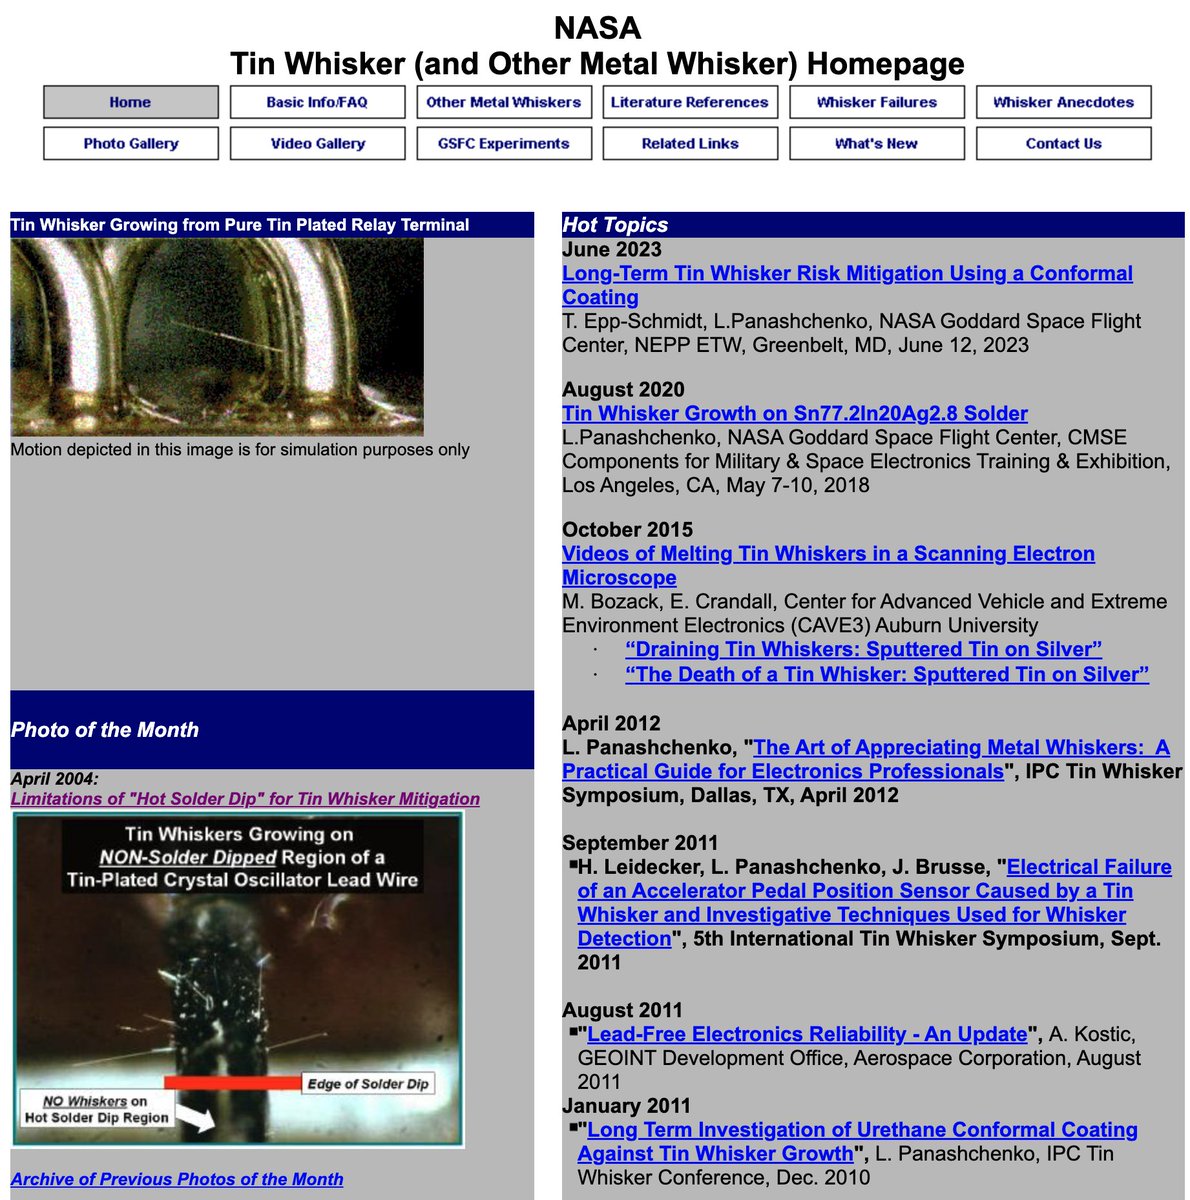 NASA
Tin Whisker (and Other Metal Whisker) Homepage
Home
Basic Info/FAQ
Other Metal Whiskers
Literature References
Whisker Failures
Whisker Anecdotes
Photo Gallery
Video Gallery
GSFC Experiments
Related Links
What's New
Contact Us
Tin Whisker Growing from Pure Tin Plated Relay Terminal
Motion depicted in this image is for simulation purposes only
Photo of the Month
April 2004:
Limitations of "Hot Solder Dip" for Tin Whisker Mitigation
Tin Whiskers Growing on
NON-Solder Dipped Region of a
Tin-Plated Crystal Oscillator Lead Wire
Edge of Solder Dip
NO Whiskers on
Hot Solder Dip Region
Archive of Previous Photos of the Month
Hot Topics
June 2023
Long-Term Tin Whisker Risk Mitigation Using a Conformal
Coating
T. Epp-Schmidt, L.Panashchenko, NASA Goddard Space Flight
Center, NEPP ETW, Greenbelt, MD, June 12, 2023
August 2020
Tin Whisker Growth on Sn77.2In20Ag2.8 Solder
L.Panashchenko, NASA Goddard Space Flight Center, CMSE
Components for Military & Space Electronics Training & Exhibition,
Los Angeles, CA, May 7-10, 2018
October 2015
Videos of Melting Tin Whiskers in a Scanning Electron
Microscope
M. Bozack, E. Crandall, Center for Advanced Vehicle and Extreme
Environment Electronics (CAVE3) Auburn University
· “Draining Tin Whiskers: Sputtered Tin on Silver”
· “The Death of a Tin Whisker: Sputtered Tin on Silver”
April 2012
L. Panashchenko, "The Art of Appreciating Metal Whiskers:  A
Practical Guide for Electronics Professionals", IPC Tin Whisker
Symposium, Dallas, TX, April 2012
September 2011
▪H. Leidecker, L. Panashchenko, J. Brusse, "Electrical Failure
of an Accelerator Pedal Position Sensor Caused by a Tin
Whisker and Investigative Techniques Used for Whisker
Detection", 5th International Tin Whisker Symposium, Sept.
2011
August 2011
▪"Lead-Free Electronics Reliability - An Update", A. Kostic,
GEOINT Development Office, Aerospace Corporation, August
2011
January 2011
▪"Long Term Investigation of Urethane Conformal Coating
Against Tin Whisker Growth", L. Panashchenko, IPC Tin
Whisker Conference, Dec. 2010